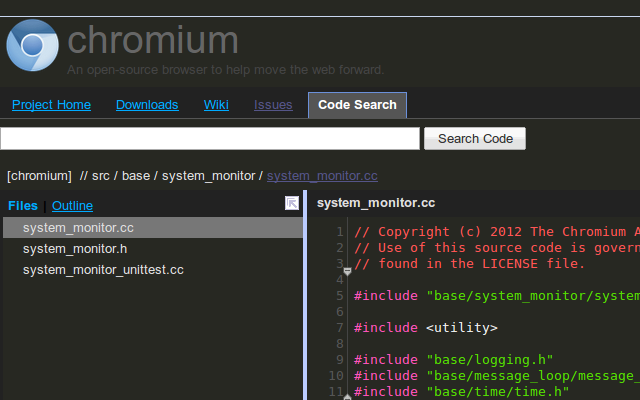 chromium
An open-source browser to help move the web forward.
Project Home Downloads Wiki Issues Code Search
Search Code
[chromium] // src / base / system_monitor / system_monitor.cc
Files | Outline
system_monitor.cc
system_monitor.h
system_monitor_unittest.cc
system_monitor.cc
1 // Copyright (c) 2012 The Chromium A
2 // Use of this source code is govern
3 // found in the LICENSE file.
4
5 #include "base/system_monitor/system
6
7 #include <utility>
8
9 #include "base/logging.h"
10 #include "base/message_loop/message_
11 #include "base/time/time.h"